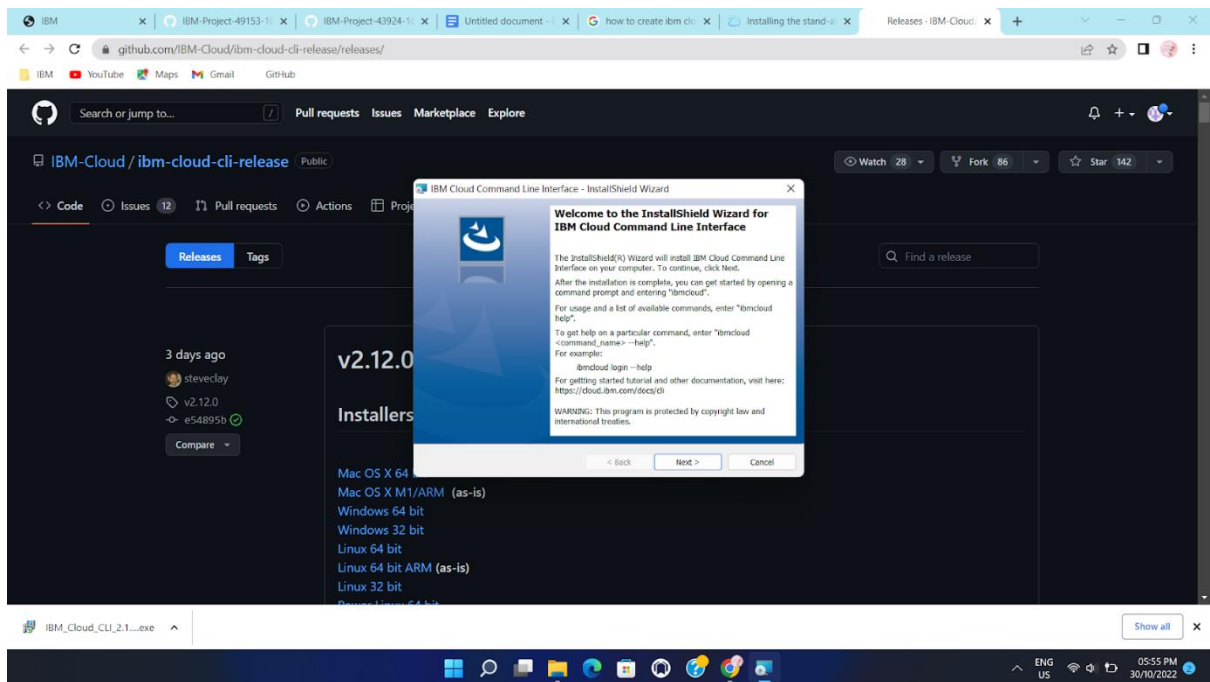 IBM
IBM-Project-49153-16
IBM-Project-43924-16
Untitled document - G
how to create ibm clo
Installing the stand-al
Releases · IBM-Cloud/
github.com/IBM-Cloud/ibm-cloud-cli-release/releases/
IBM YouTube Maps Gmail GitHub
Search or jump to... / Pull requests Issues Marketplace Explore
IBM-Cloud / ibm-cloud-cli-release Public
Watch 28 Fork 86 Star 142
<> Code Issues 12 Pull requests Actions Proje
Releases Tags
Find a release
3 days ago
steveclay
v2.12.0
e54895b
Compare
v2.12.0
Installers
Mac OS X 64
Mac OS X M1/ARM (as-is)
Windows 64 bit
Windows 32 bit
Linux 64 bit
Linux 64 bit ARM (as-is)
Linux 32 bit
Power Linux 64 bit
IBM Cloud Command Line Interface - InstallShield Wizard
Welcome to the InstallShield Wizard for
IBM Cloud Command Line Interface
The InstallShield(R) Wizard will install IBM Cloud Command Line
Interface on your computer. To continue, click Next.
After the installation is complete, you can get started by opening a
command prompt and entering "ibmcloud".
For usage and a list of available commands, enter "ibmcloud
help".
To get help on a particular command, enter "ibmcloud
<command_name> --help".
For example:
ibmcloud login --help
For gettting started tutorial and other documentation, visit here:
https://cloud.ibm.com/docs/cli
WARNING: This program is protected by copyright law and
international treaties.
< Back Next > Cancel
IBM_Cloud_CLI_2.1....exe
Show all
ENG
US
05:55 PM
30/10/2022
2